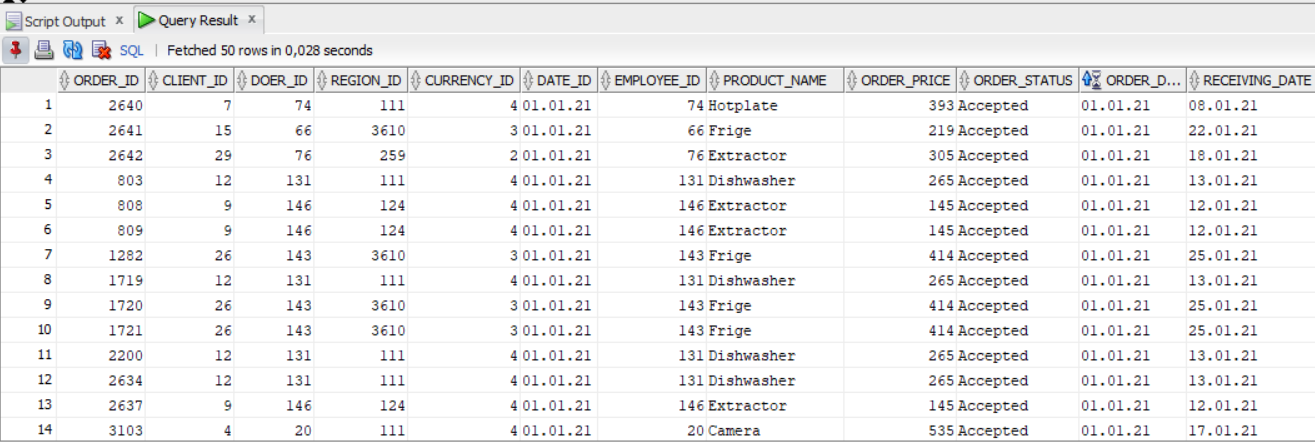 Script Output x Query Result x
SQL | Fetched 50 rows in 0,028 seconds
ORDER_ID CLIENT_ID DOER_ID REGION_ID CURRENCY_ID DATE_ID EMPLOYEE_ID PRODUCT_NAME ORDER_PRICE ORDER_STATUS ORDER_D... RECEIVING_DATE
1 2640 7 74 111 4 01.01.21 74 Hotplate 393 Accepted 01.01.21 08.01.21
2 2641 15 66 3610 3 01.01.21 66 Frige 219 Accepted 01.01.21 22.01.21
3 2642 29 76 259 2 01.01.21 76 Extractor 305 Accepted 01.01.21 18.01.21
4 803 12 131 111 4 01.01.21 131 Dishwasher 265 Accepted 01.01.21 13.01.21
5 808 9 146 124 4 01.01.21 146 Extractor 145 Accepted 01.01.21 12.01.21
6 809 9 146 124 4 01.01.21 146 Extractor 145 Accepted 01.01.21 12.01.21
7 1282 26 143 3610 3 01.01.21 143 Frige 414 Accepted 01.01.21 25.01.21
8 1719 12 131 111 4 01.01.21 131 Dishwasher 265 Accepted 01.01.21 13.01.21
9 1720 26 143 3610 3 01.01.21 143 Frige 414 Accepted 01.01.21 25.01.21
10 1721 26 143 3610 3 01.01.21 143 Frige 414 Accepted 01.01.21 25.01.21
11 2200 12 131 111 4 01.01.21 131 Dishwasher 265 Accepted 01.01.21 13.01.21
12 2634 12 131 111 4 01.01.21 131 Dishwasher 265 Accepted 01.01.21 13.01.21
13 2637 9 146 124 4 01.01.21 146 Extractor 145 Accepted 01.01.21 12.01.21
14 3103 4 20 111 4 01.01.21 20 Camera 535 Accepted 01.01.21 17.01.21